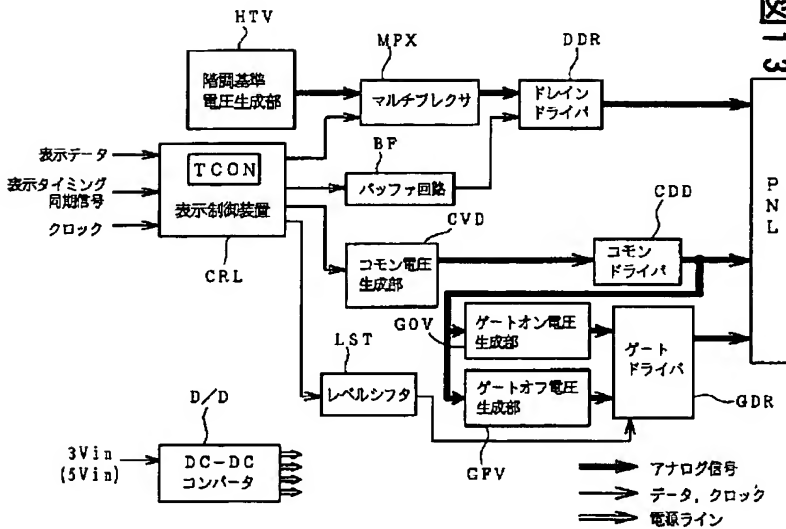 図13
HTV
MPX
DDR
階調基準
電圧生成部
マルチプレクサ
ドレイン
ドライバ
BF
バッファ回路
表示データ
表示タイミング
同期信号
クロック
TCON
表示制御装置
CRL
CVD
コモン電圧
生成部
CDD
コモン
ドライバ
PNL
GOV
ゲートオン電圧
生成部
ゲート
ドライバ
LST
レベルシフタ
ゲートオフ電圧
生成部
GDR
GFV
D/D
3Vin
(5Vin)
DC-DC
コンバータ
アナログ信号
データ,クロック
電源ライン